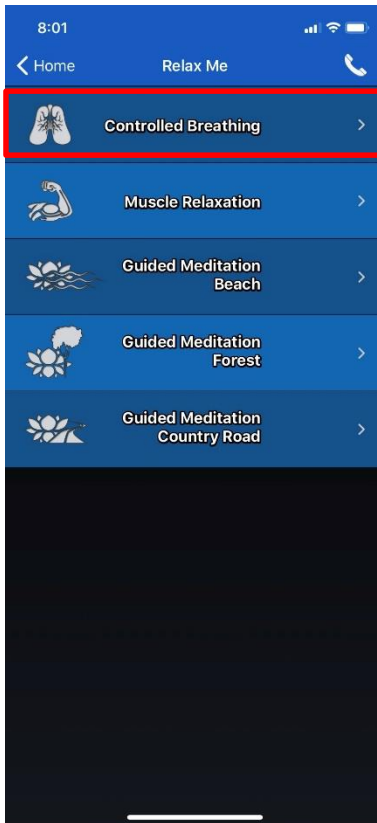 8:01
Home
Relax Me
Controlled Breathing
Muscle Relaxation
Guided Meditation
Beach
Guided Meditation
Forest
Guided Meditation
Country Road